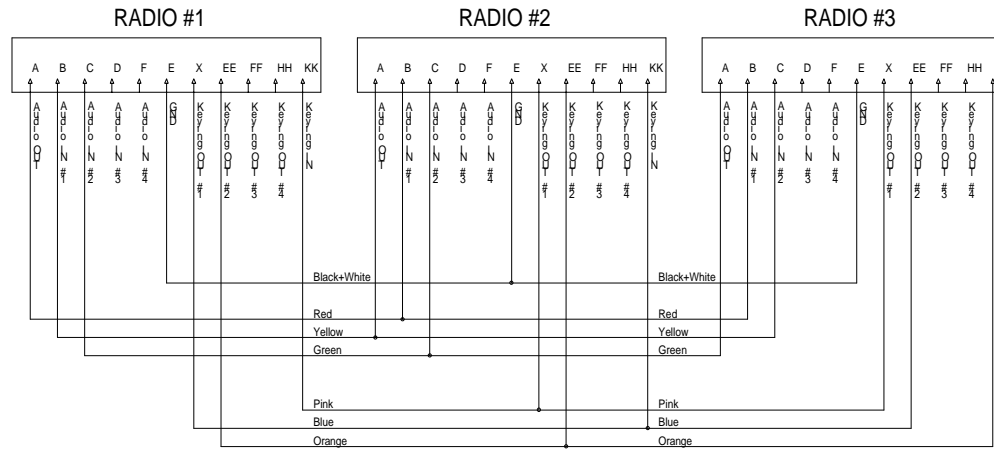 RADIO #1 RADIO #2 RADIO #3
A B C D F E X EE FF HH KK
A B C D F E X EE FF HH KK
A B C D F E X EE FF HH
Audio OUT
Audio IN #1
Audio IN #2
Audio IN #3
Audio IN #4
GND
Keying OUT #1
Keying OUT #2
Keying OUT #3
Keying OUT #4
Keying IN
Audio OUT
Audio IN #1
Audio IN #2
Audio IN #3
Audio IN #4
GND
Keying OUT #1
Keying OUT #2
Keying OUT #3
Keying OUT #4
Keying IN
Audio OUT
Audio IN #1
Audio IN #2
Audio IN #3
Audio IN #4
GND
Keying OUT #1
Keying OUT #2
Keying OUT #3
Keying OUT #4
Black+White Black+White
Red Red
Yellow Yellow
Green Green
Pink Pink
Blue Blue
Orange Orange